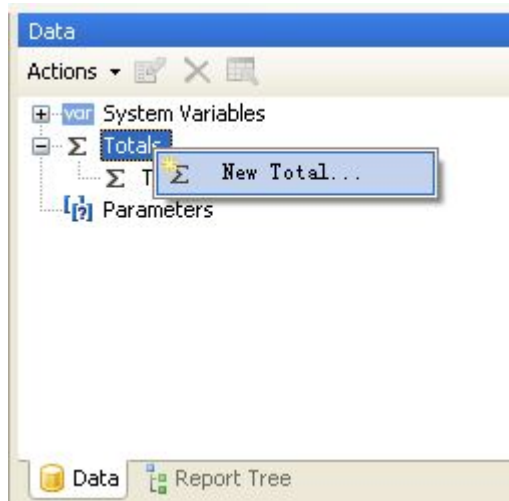 Data
Actions
var System Variables
Σ Totals
Σ T
Σ New Total...
[?] Parameters
Data Report Tree